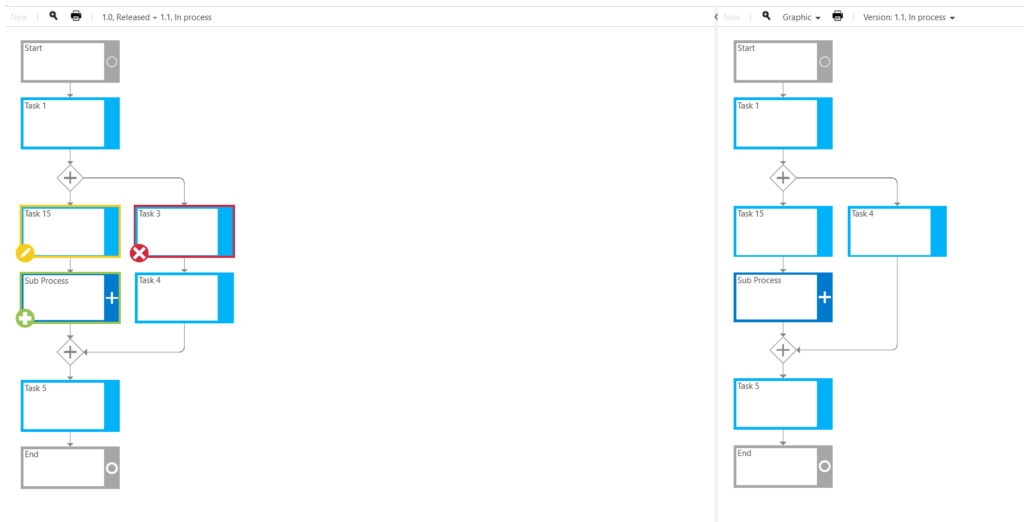 New
1.0, Released + 1.1, In process
Start
Task 1
Task 15
Task 3
Sub Process
Task 4
Task 5
End
New
Graphic
Version: 1.1, In process
Start
Task 1
Task 15
Task 4
Sub Process
Task 5
End